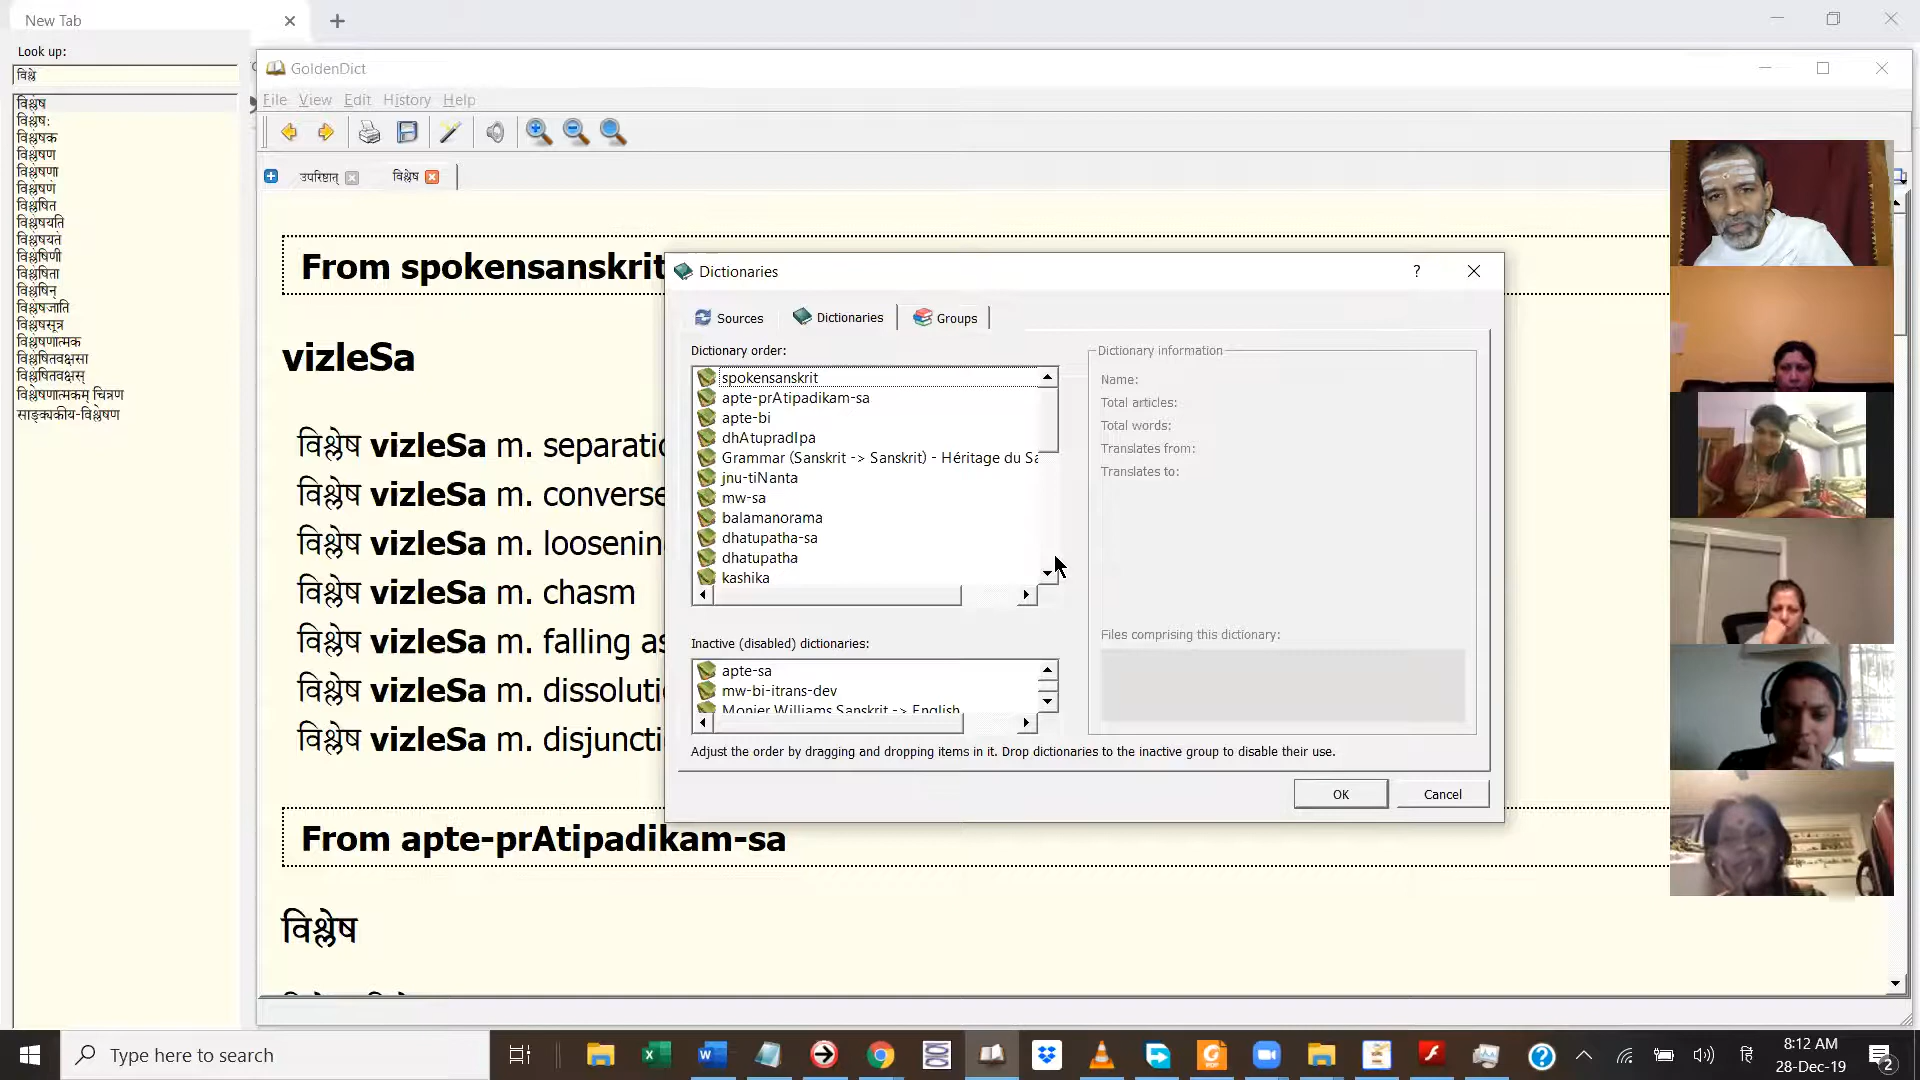 New Tab
Look up:
विश्ले
विश्लेष
विश्लेषः
विश्लेषक
विश्लेषण
विश्लेषणा
विश्लेषणं
विश्लेषित
विश्लेषयति
विश्लेषयते
विश्लेषिणी
विश्लेषिता
विश्लेषिन्
विश्लेषजाति
विश्लेषसूत्र
विश्लेषणात्मक
विश्लेषितवक्षसा
विश्लेषितवक्षस्
विश्लेषणात्मकम् चित्रण
साङ्ख्यकीय-विश्लेषण
GoldenDict
File View Edit History Help
उपरिष्टात्
विश्लेष
From spokensanskrit
vizleSa
विश्लेष vizleSa m. separatio
विश्लेष vizleSa m. converse
विश्लेष vizleSa m. loosenin
विश्लेष vizleSa m. chasm
विश्लेष vizleSa m. falling as
विश्लेष vizleSa m. dissoluti
विश्लेष vizleSa m. disjuncti
From apte-prAtipadikam-sa
विश्लेष
Dictionaries
?
Sources Dictionaries Groups
Dictionary order:
spokensanskrit
apte-prAtipadikam-sa
apte-bi
dhAtupradIpa
Grammar (Sanskrit -> Sanskrit) - Héritage du Sa
jnu-tiNanta
mw-sa
balamanorama
dhatupatha-sa
dhatupatha
kashika
Inactive (disabled) dictionaries:
apte-sa
mw-bi-itrans-dev
Monier Williams Sanskrit -> English
Dictionary information
Name:
Total articles:
Total words:
Translates from:
Translates to:
Files comprising this dictionary:
Adjust the order by dragging and dropping items in it. Drop dictionaries to the inactive group to disable their use.
OK Cancel
Type here to search
हि
8:12 AM
28-Dec-19
2